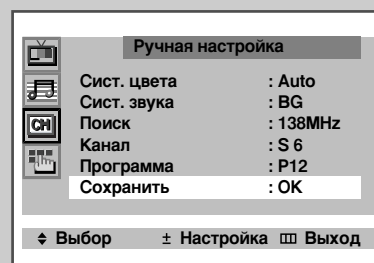 Ручная настройка
Сист. цвета : Auto
Сист. звука : BG
Поиск : 138MHz
CH Канал : S 6
Программа : P12
Сохранить : OK
Выбор ± Настройка Выход